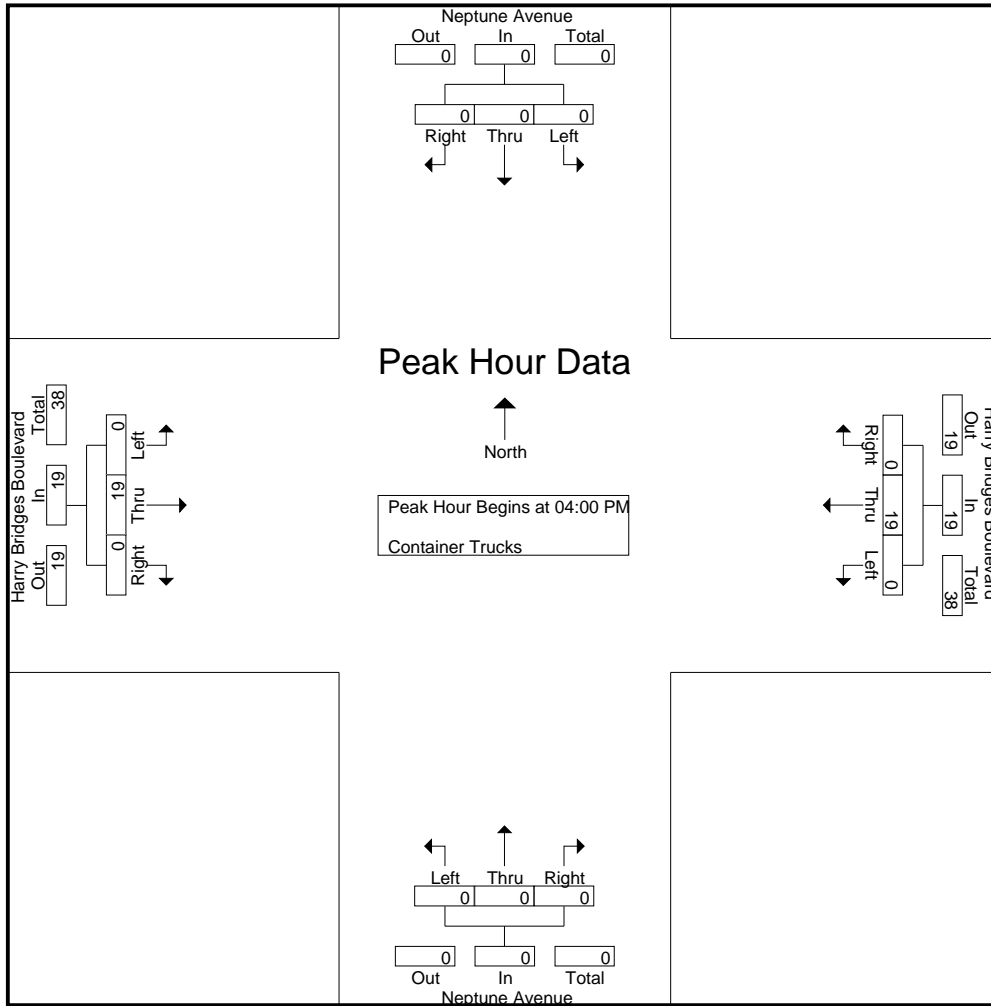 Neptune Avenue
Out In Total
0 0 0
0 0 0
Right Thru Left
Peak Hour Data
North
Peak Hour Begins at 04:00 PM
Container Trucks
Harry Bridges Boulevard
Total In Out
38 19 19
0 19 0
Left Thru Right
Harry Bridges Boulevard
Out In Total
19 19 38
0 19 0
Right Thru Left
Left Thru Right
0 0 0
0 0 0
Out In Total
Neptune Avenue